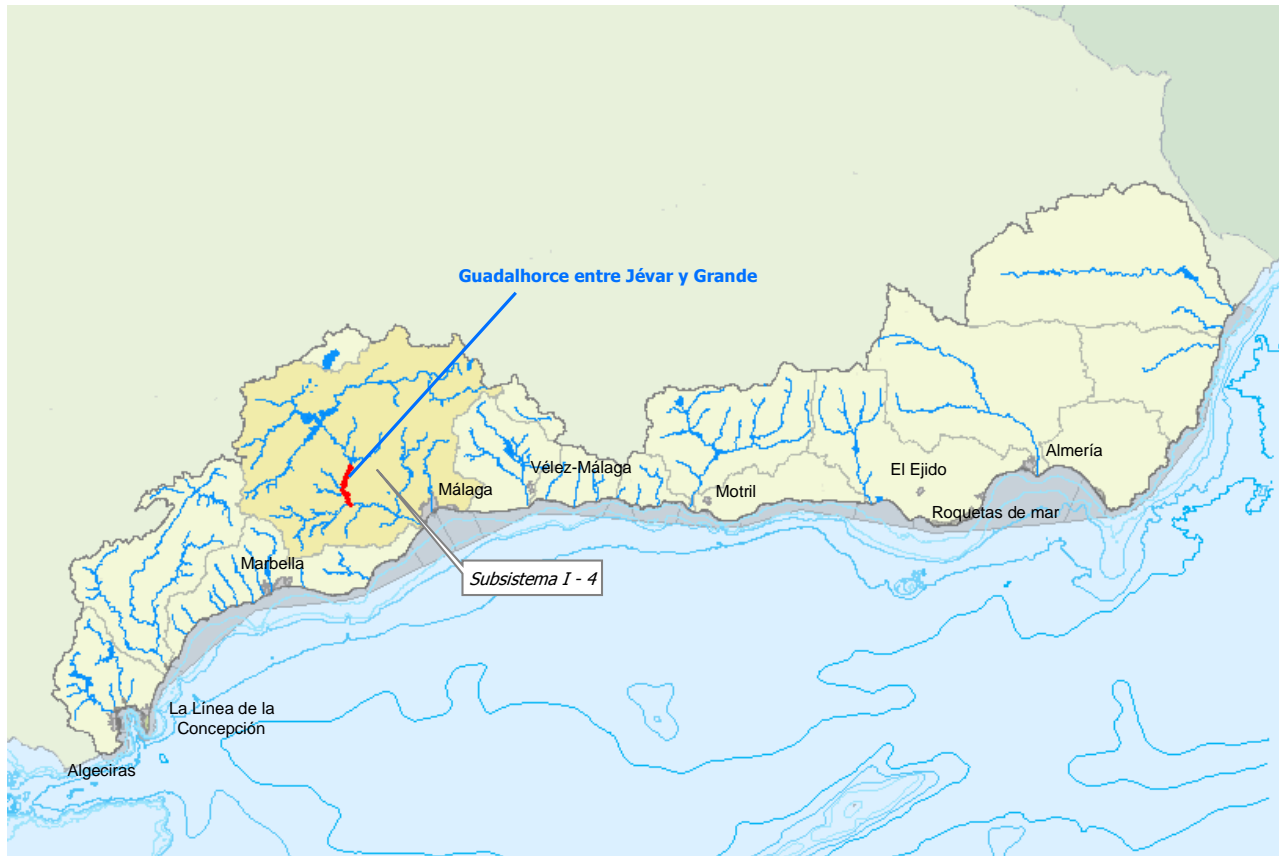 Guadalhorce entre Jévar y Grande
Almería
Vélez-Málaga
El Ejido
Málaga
Motril
Roquetas de mar
Marbella
Subsistema I - 4
La Línea de la
Concepción
Algeciras